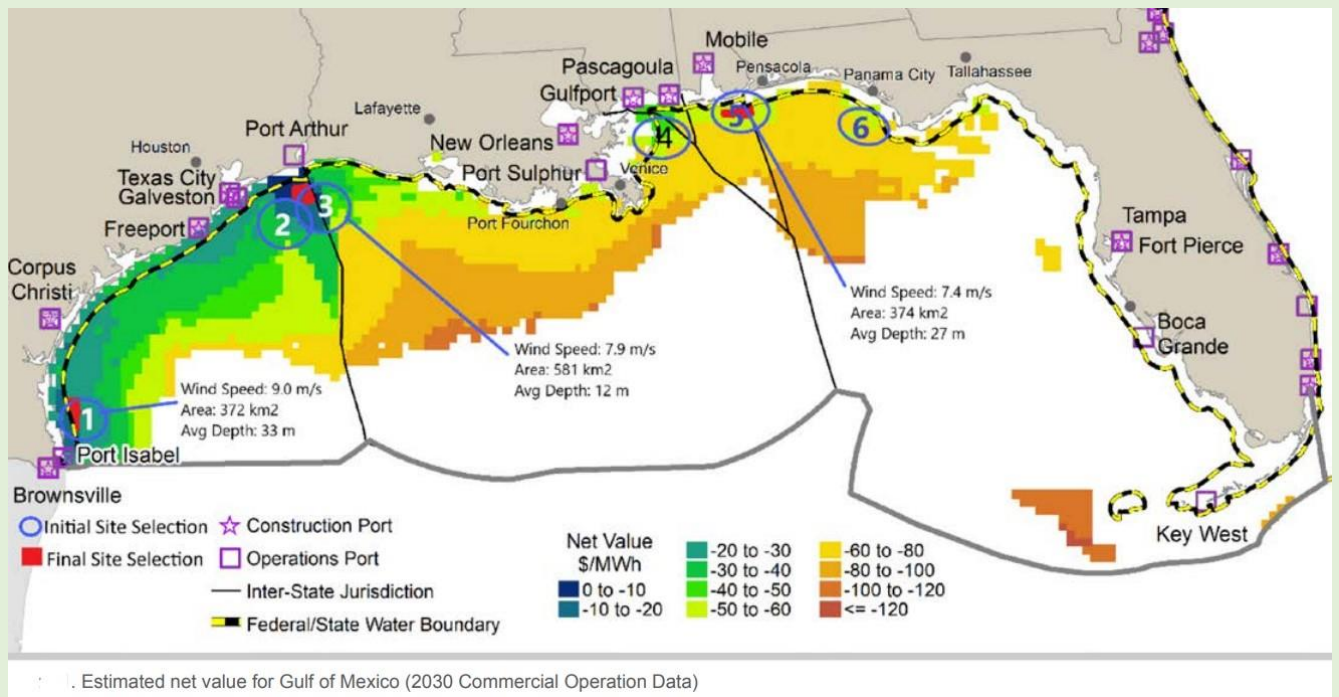 Mobile
Pensacola
Pascagoula
Panama City
Tallahassee
Gulfport
Lafayette
Port Arthur
New Orleans
Houston
Port Sulphur
Venice
Texas City
Galveston
Port Fourchon
Freeport
Tampa
Fort Pierce
Corpus
Christi
Boca
Grande
1
2
3
4
5
6
Wind Speed: 7.4 m/s
Area: 374 km2
Avg Depth: 27 m
Wind Speed: 7.9 m/s
Area: 581 km2
Avg Depth: 12 m
Wind Speed: 9.0 m/s
Area: 372 km2
Avg Depth: 33 m
Port Isabel
Brownsville
Key West
Initial Site Selection
Construction Port
Final Site Selection
Operations Port
Inter-State Jurisdiction
Federal/State Water Boundary
Net Value
$/MWh
0 to -10
-10 to -20
-20 to -30
-30 to -40
-40 to -50
-50 to -60
-60 to -80
-80 to -100
-100 to -120
<= -120
. Estimated net value for Gulf of Mexico (2030 Commercial Operation Data)